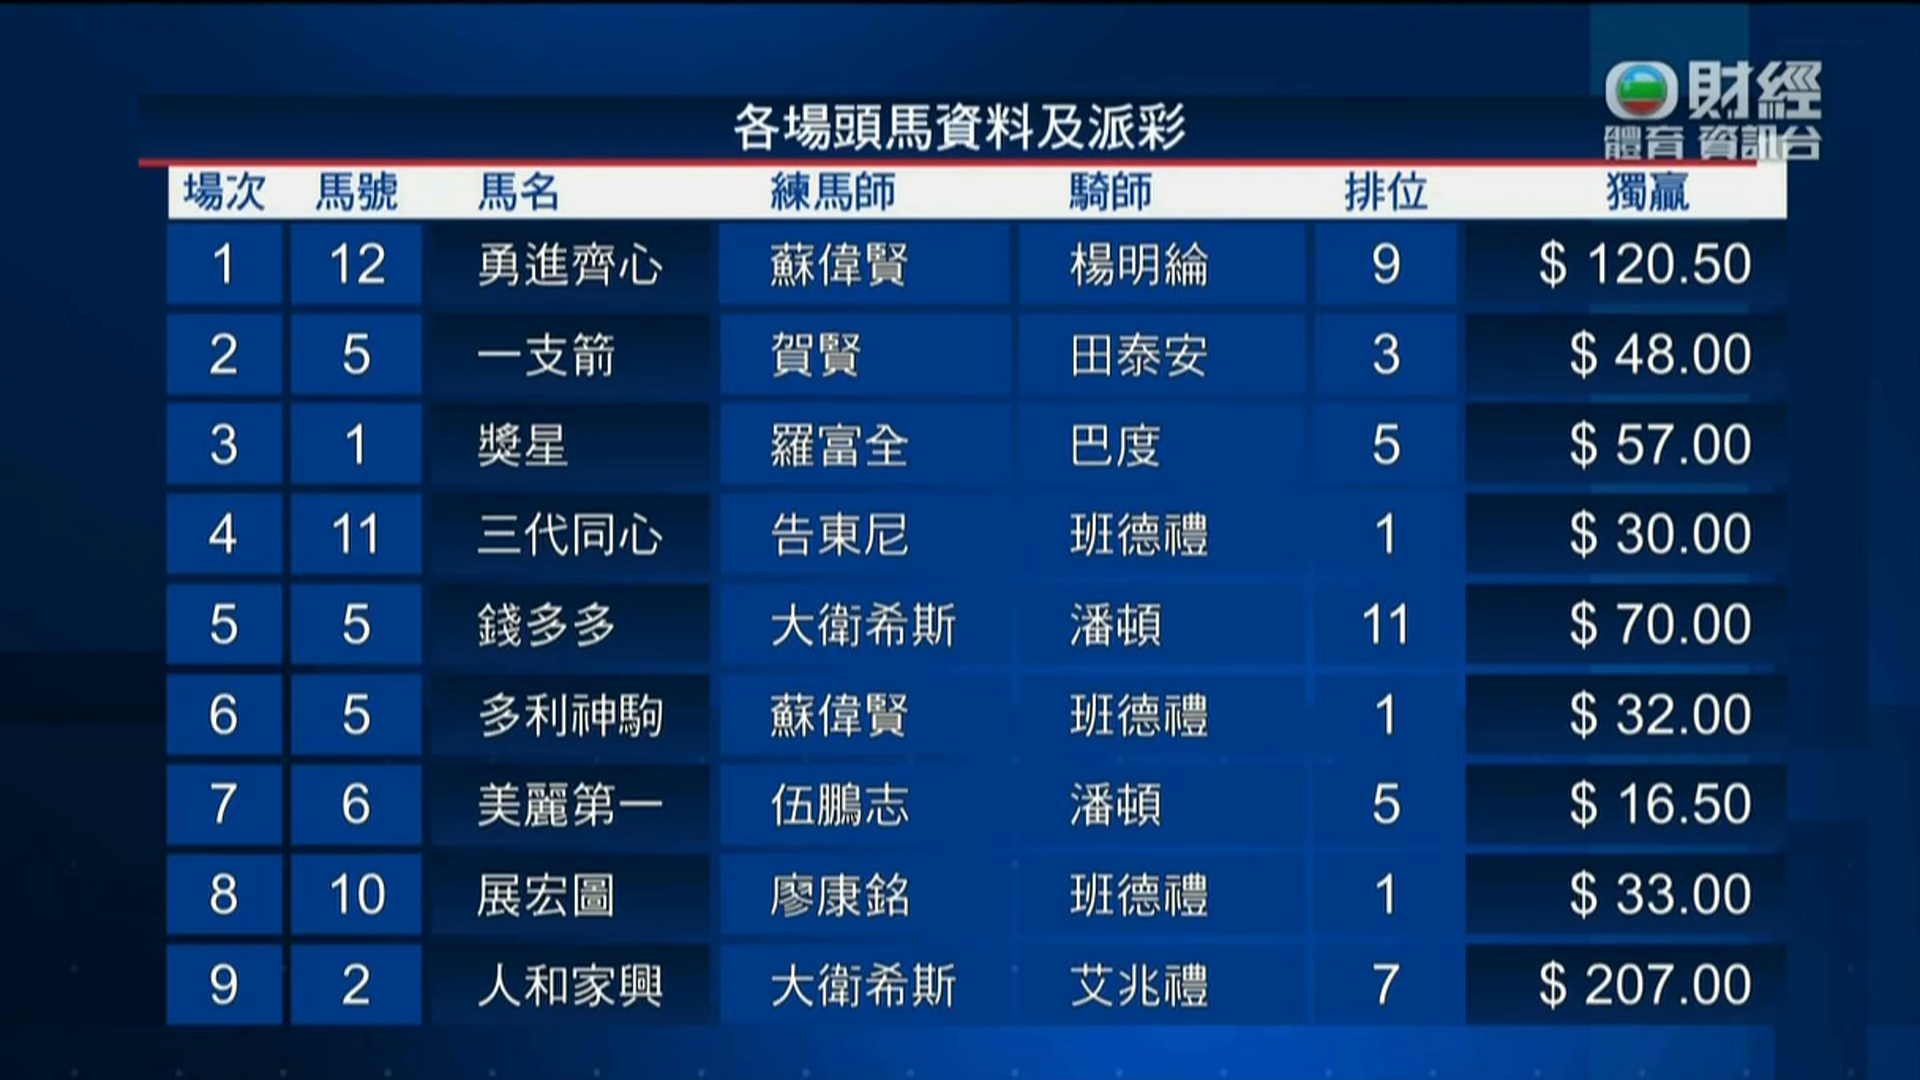 財經
體育 資訊台
各場頭馬資料及派彩
場次 馬號 馬名 練馬師 騎師 排位 獨贏
1 12 勇進齊心 蘇偉賢 楊明綸 9 $ 120.50
2 5 一支箭 賀賢 田泰安 3 $ 48.00
3 1 獎星 羅富全 巴度 5 $ 57.00
4 11 三代同心 告東尼 班德禮 1 $ 30.00
5 5 錢多多 大衛希斯 潘頓 11 $ 70.00
6 5 多利神駒 蘇偉賢 班德禮 1 $ 32.00
7 6 美麗第一 伍鵬志 潘頓 5 $ 16.50
8 10 展宏圖 廖康銘 班德禮 1 $ 33.00
9 2 人和家興 大衛希斯 艾兆禮 7 $ 207.00